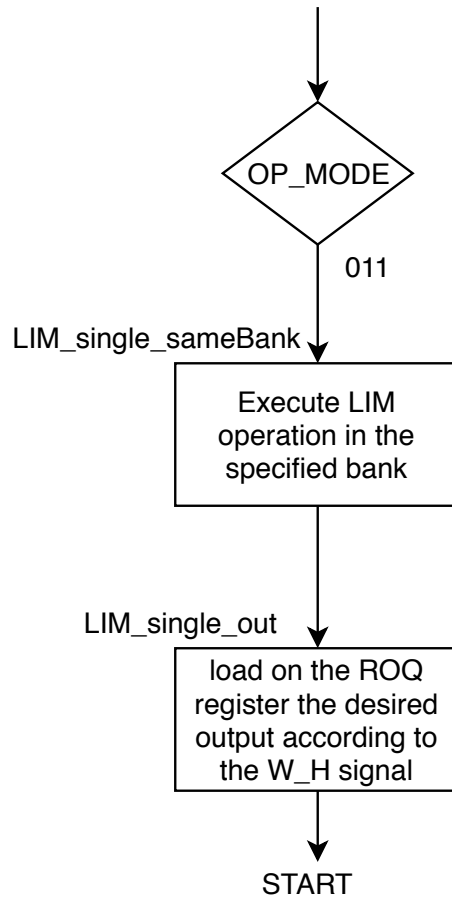 OP_MODE
011
LIM_single_sameBank
Execute LIM
operation in the
specified bank
LIM_single_out
load on the ROQ
register the desired
output according to
the W_H signal
START